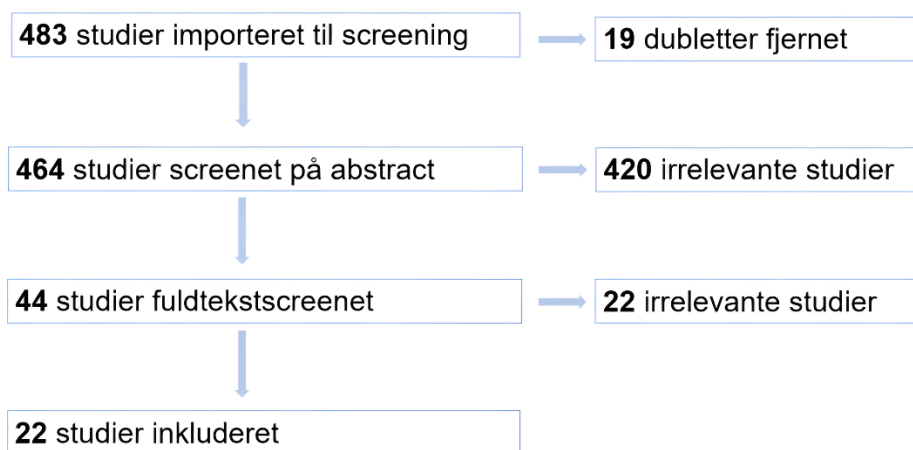 483 studier importeret til screening
19 dubletter fjernet
464 studier screenet på abstract
420 irrelevante studier
44 studier fuldtekstscreenet
22 irrelevante studier
22 studier inkluderet